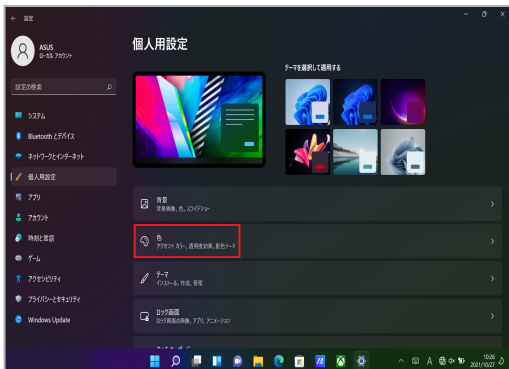 ← 設定
ASUS
ローカル アカウント
設定の検索
システム
Bluetooth とデバイス
ネットワークとインターネット
個人用設定
アプリ
アカウント
時刻と言語
ゲーム
アクセシビリティ
プライバシーとセキュリティ
Windows Update
個人用設定
テーマを選択して適用する
背景
背景画像、色、スライドショー
色
アクセント カラー、透明度効果、配色テーマ
テーマ
インストール、作成、管理
ロック画面
ロック画面の画像、アプリ、アニメーション
A
10:26
2021/10/27